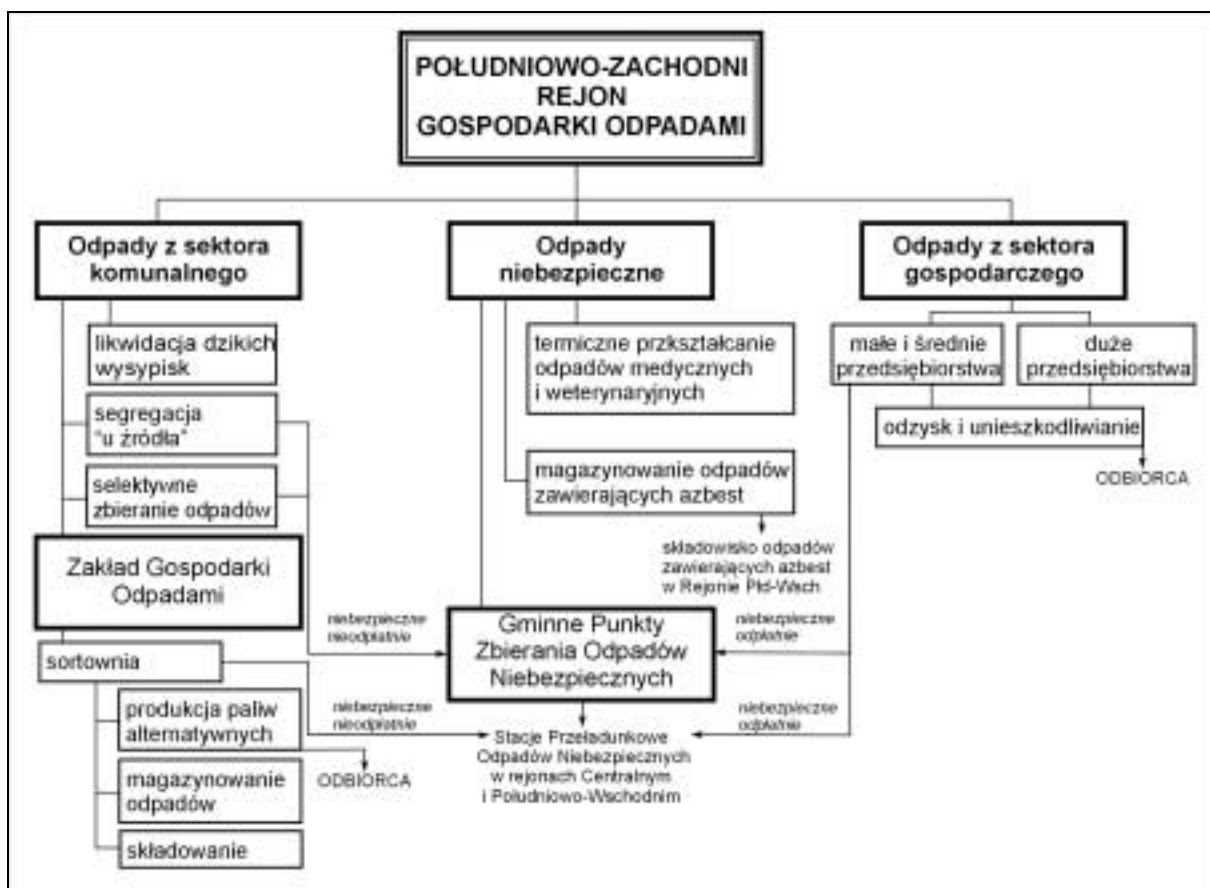 POŁUDNIOWO-ZACHODNI
REJON
GOSPODARKI ODPADAMI
Odpady z sektora
komunalnego
likwidacja dzikich
wysypisk
segregacja
"u źródła"
selektywne
zbieranie odpadów
Zakład Gospodarki
Odpadami
sortownia
produkcja paliw
alternatywnych
ODBIORCA
magazynowanie
odpadów
składowanie
Odpady
niebezpieczne
termiczne przkształcanie
odpadów medycznych
i weterynaryjnych
magazynowanie odpadów
zawierających azbest
składowisko odpadów
zawierających azbest
w Rejonie Płd-Wsch
niebezpieczne
nieodpłatnie
Gminne Punkty
Zbierania Odpadów
Niebezpiecznych
niebezpieczne
odpłatnie
niebezpieczne
nieodpłatnie
Stacje Przeładunkowe
Odpadów Niebezpiecznych
w rejonach Centralnym
i Południowo-Wschodnim
niebezpieczne
odpłatnie
Odpady z sektora
gospodarczego
małe i średnie
przedsiębiorstwa
duże
przedsiębiorstwa
odzysk i unieszkodliwianie
ODBIORCA